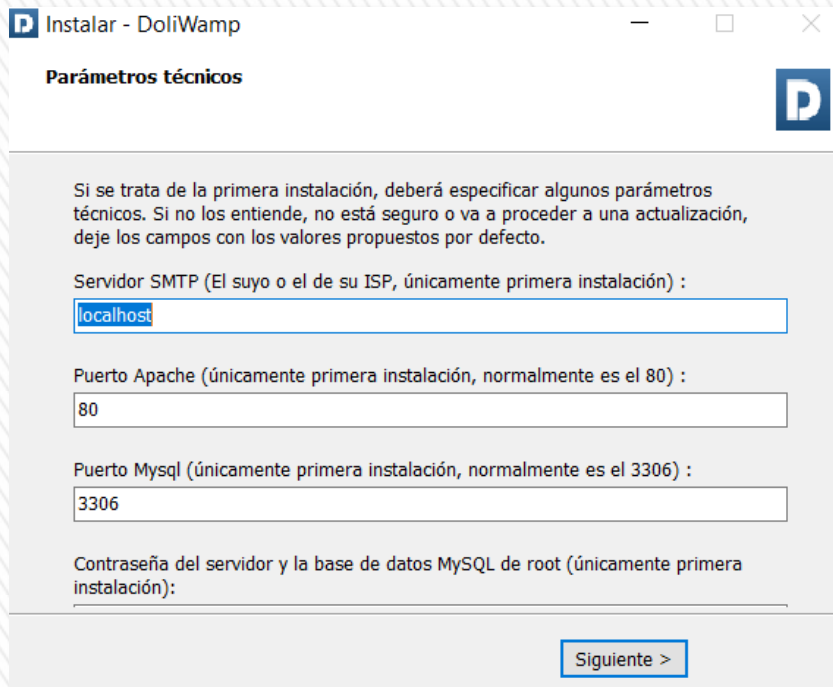 Instalar - DoliWamp
Parámetros técnicos
Si se trata de la primera instalación, deberá especificar algunos parámetros
técnicos. Si no los entiende, no está seguro o va a proceder a una actualización,
deje los campos con los valores propuestos por defecto.
Servidor SMTP (El suyo o el de su ISP, únicamente primera instalación) :
localhost
Puerto Apache (únicamente primera instalación, normalmente es el 80) :
80
Puerto Mysql (únicamente primera instalación, normalmente es el 3306) :
3306
Contraseña del servidor y la base de datos MySQL de root (únicamente primera
instalación):
Siguiente >